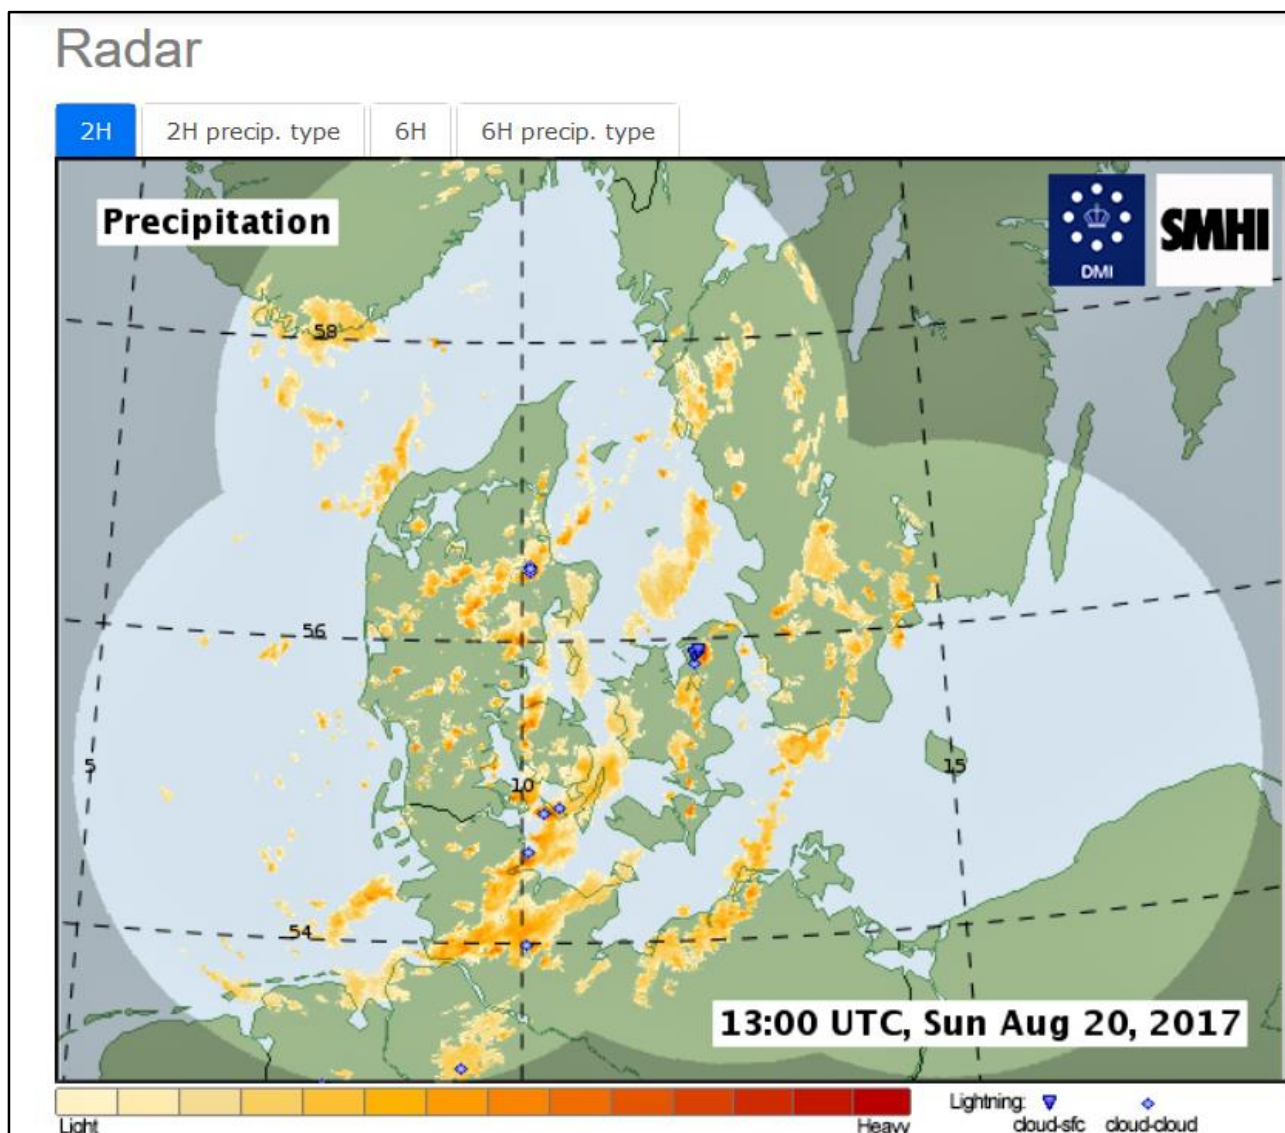 Radar
2H 2H precip. type 6H 6H precip. type
Precipitation
DMI SMHI
58
56
5 10 15
54
13:00 UTC, Sun Aug 20, 2017
Light Heavy
Lightning: cloud-sfc cloud-cloud